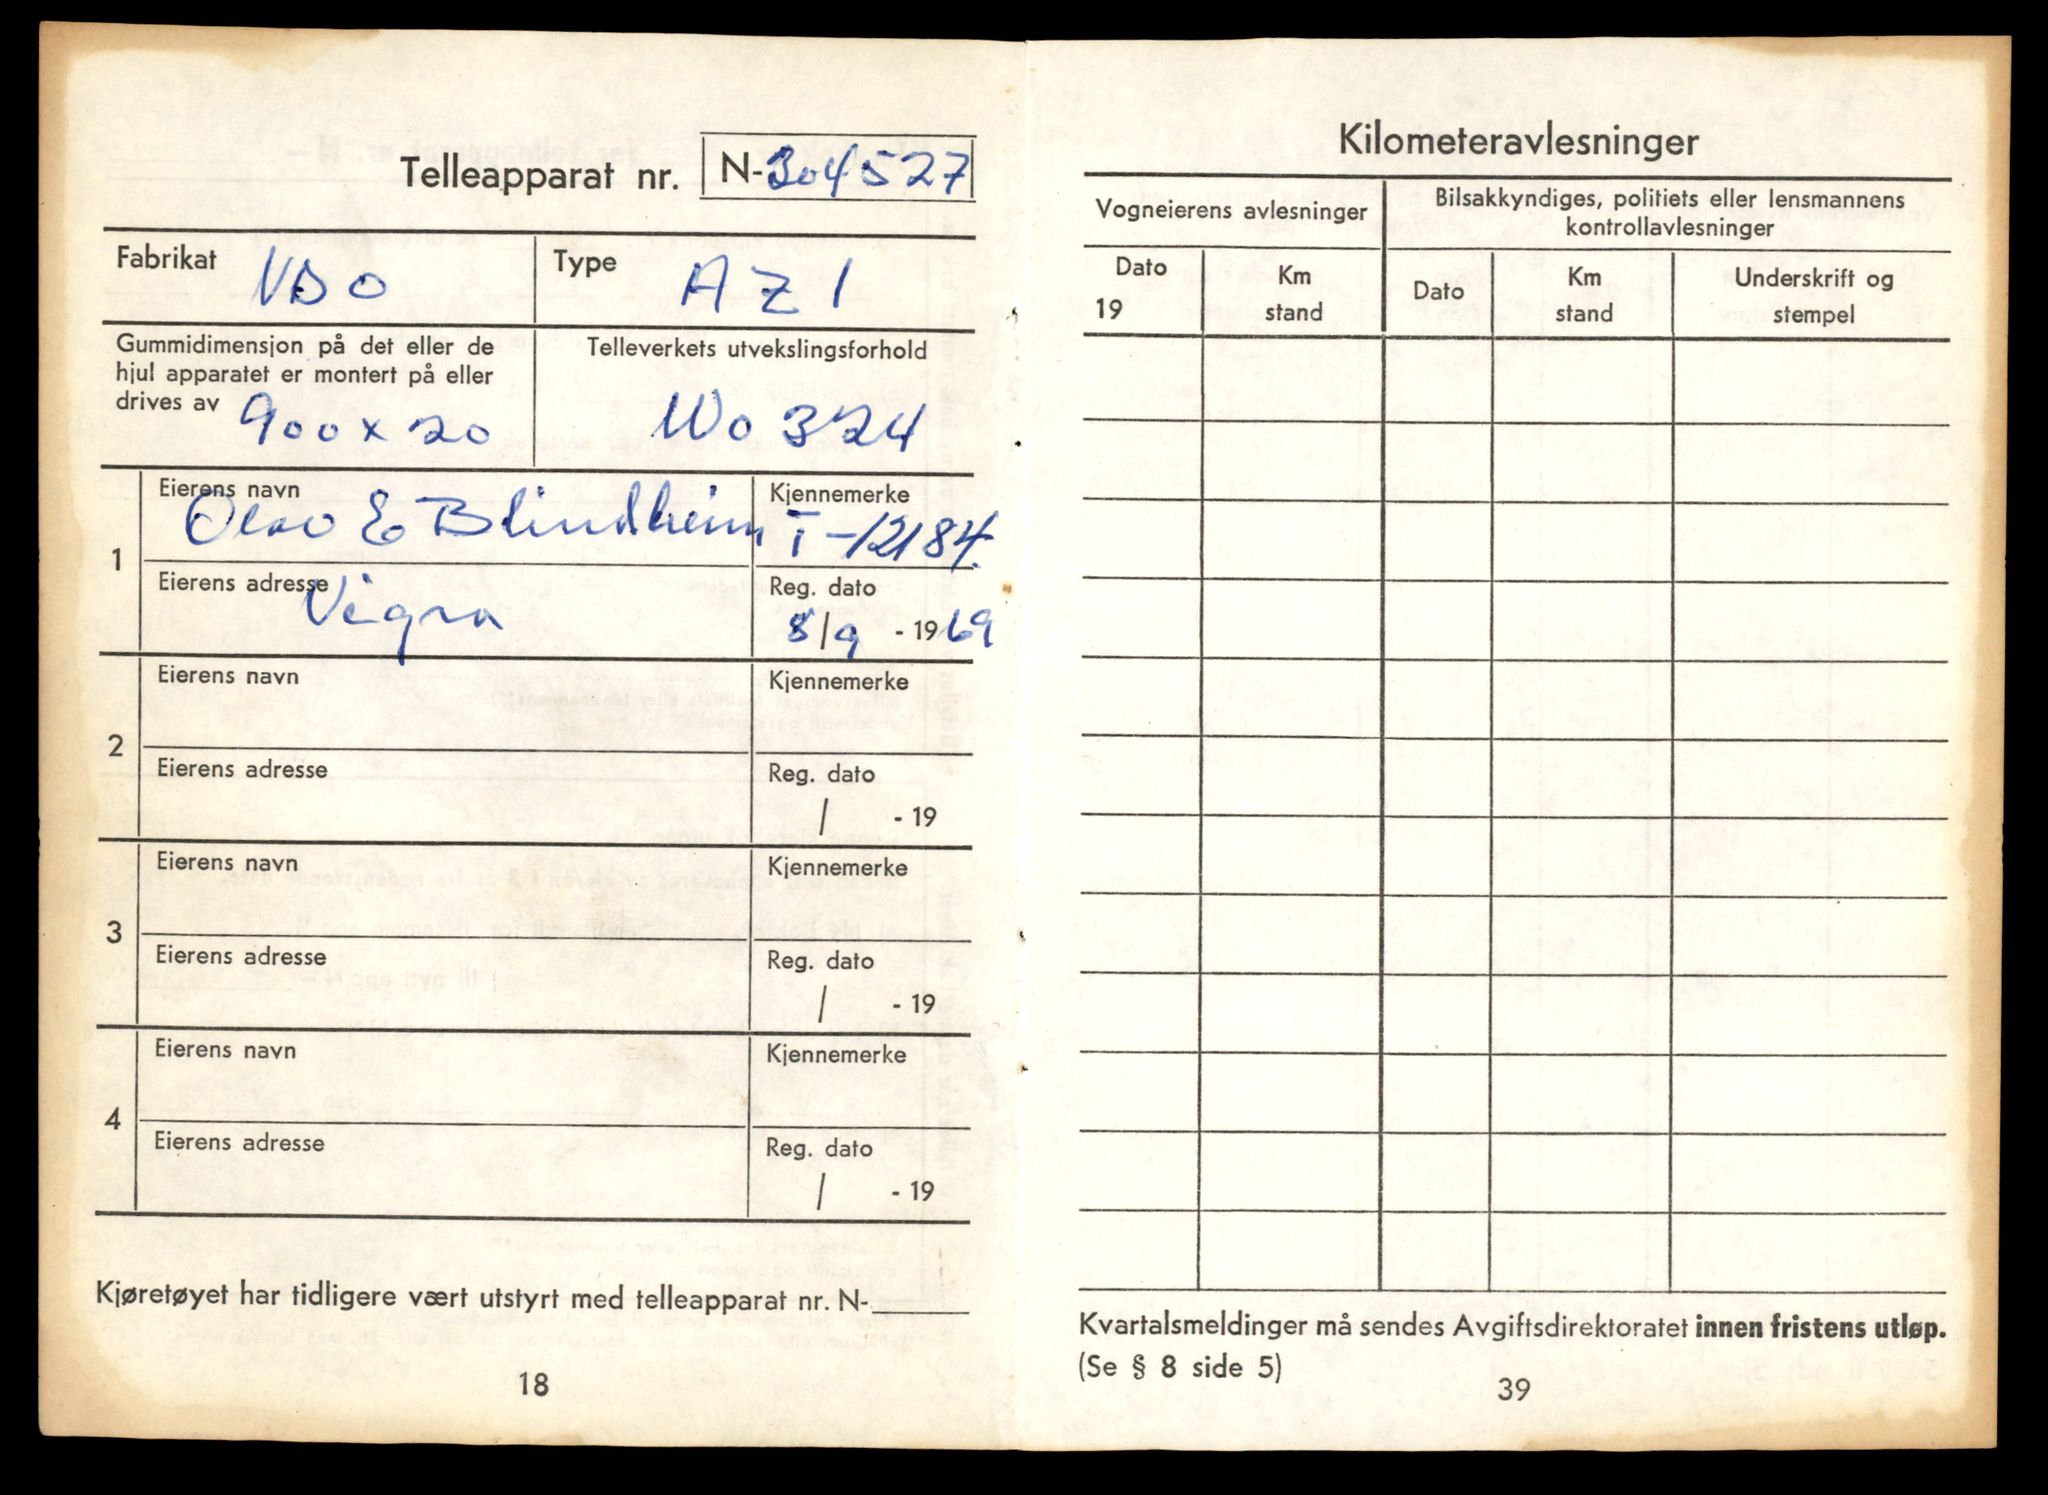 Telleapparat nr. N-304527
Fabrikat VDO Type AZ1
Gummidimensjon på det eller de
hjul apparatet er montert på eller
drives av 900 x 20
Telleverkets utvekslingsforhold
Wo 324
1
Eierens navn
Olav E Blindheim
Kjennemerke
T-12184.
Eierens adresse
Vigra
Reg. dato
8/9 - 1969
2
Eierens navn
Kjennemerke
Eierens adresse
Reg. dato
/ - 19
3
Eierens navn
Kjennemerke
Eierens adresse
Reg. dato
/ - 19
4
Eierens navn
Kjennemerke
Eierens adresse
Reg. dato
/ - 19
Kjøretøyet har tidligere vært utstyrt med telleapparat nr. N-
18
Kilometeravlesninger
Vogneierens avlesninger
Bilsakkyndiges, politiets eller lensmannens
kontrollavlesninger
Dato
19
Km
stand
Dato
Km
stand
Underskrift og
stempel
Kvartalsmeldinger må sendes Avgiftsdirektoratet innen fristens utløp.
(Se § 8 side 5)
39